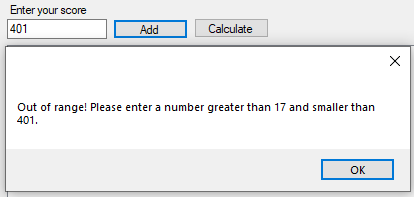 Enter your score
401 Add Calculate
Out of range! Please enter a number greater than 17 and smaller than
401.
OK